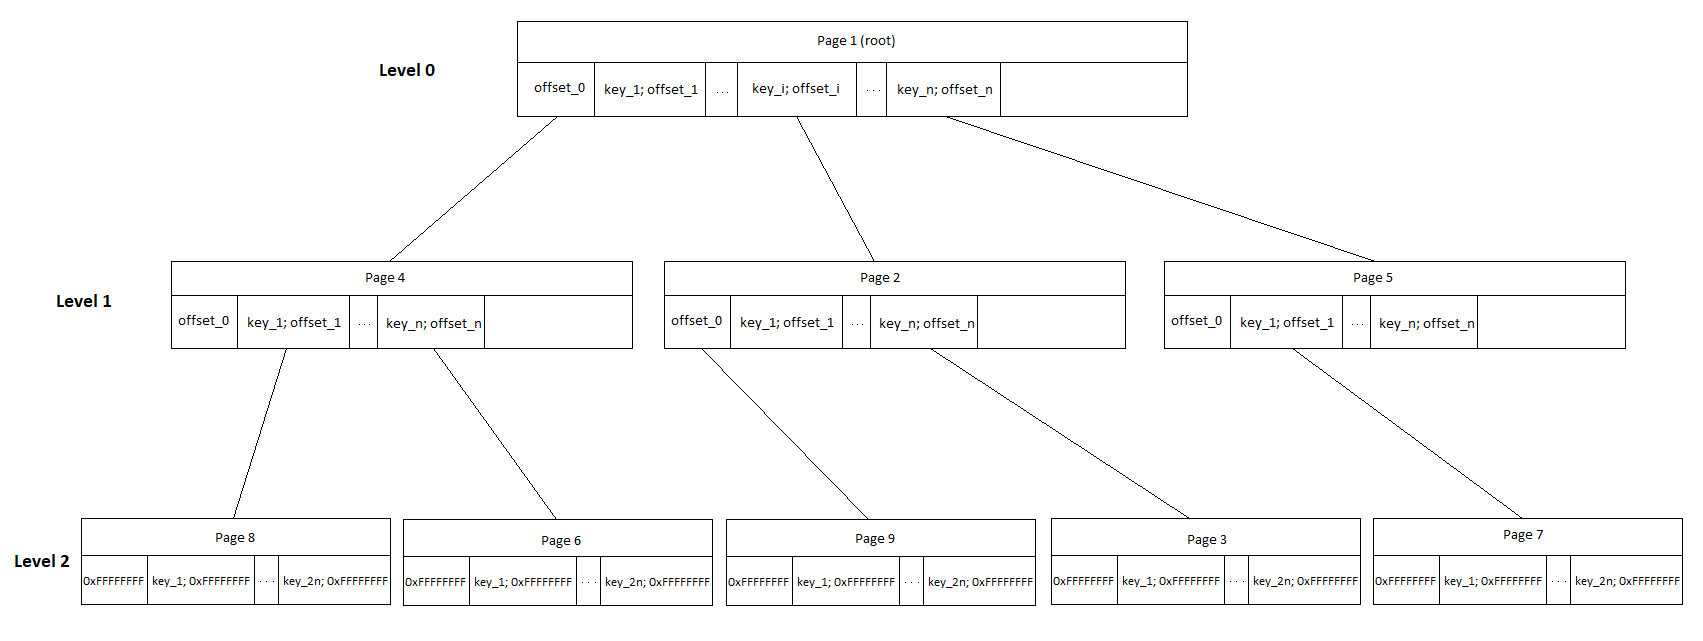 Page 1 (root)
Level 0
offset_0 key_1; offset_1 ... key_i; offset_i ... key_n; offset_n
Page 4 Page 2 Page 5
Level 1
offset_0 key_1; offset_1 ... key_n; offset_n offset_0 key_1; offset_1 ... key_n; offset_n offset_0 key_1; offset_1 ... key_n; offset_n
Page 8 Page 6 Page 9 Page 3 Page 7
Level 2
0xFFFFFFFF key_1; 0xFFFFFFFF ... key_2n; 0xFFFFFFFF 0xFFFFFFFF key_1; 0xFFFFFFFF ... key_2n; 0xFFFFFFFF 0xFFFFFFFF key_1; 0xFFFFFFFF ... key_2n; 0xFFFFFFFF 0xFFFFFFFF key_1; 0xFFFFFFFF ... key_2n; 0xFFFFFFFF 0xFFFFFFFF key_1; 0xFFFFFFFF ... key_2n; 0xFFFFFFFF